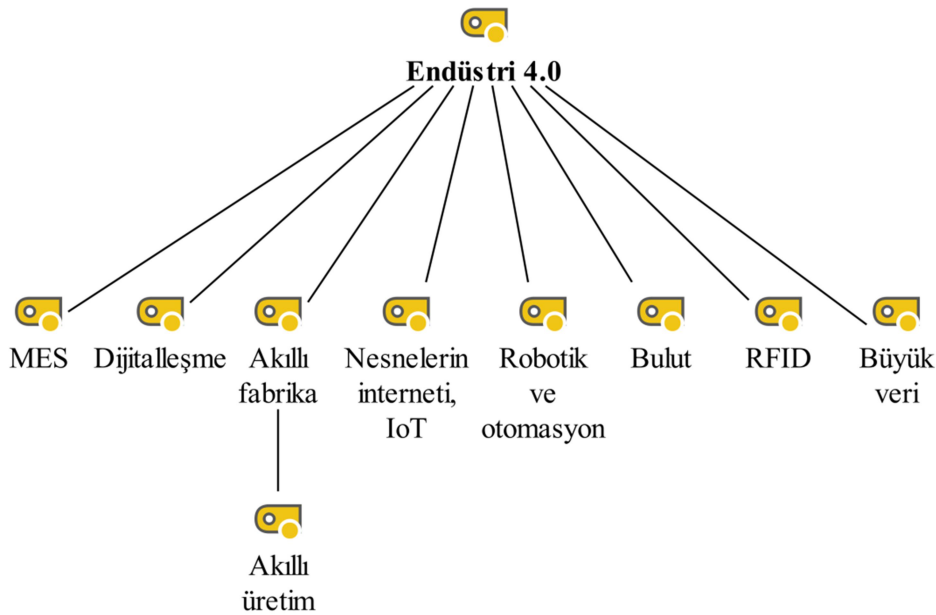 Endüstri 4.0
MES
Dijitalleşme
Akıllı
fabrika
Nesnelerin
interneti,
IoT
Robotik
ve
otomasyon
Bulut
RFID
Büyük
veri
Akıllı
üretim